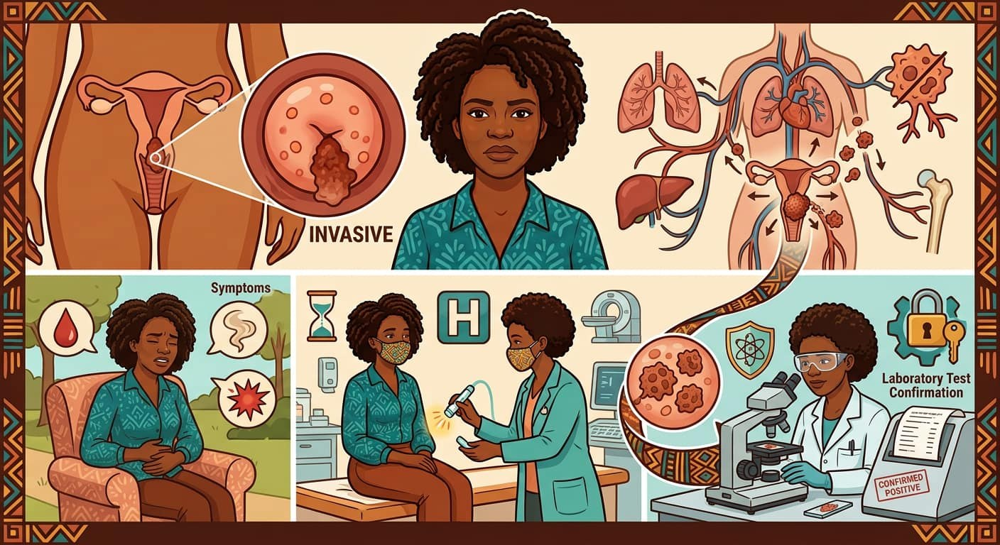 INVASIVE
Symptoms
H
Laboratory Test
Confirmation
CONFIRMED
POSITIVE